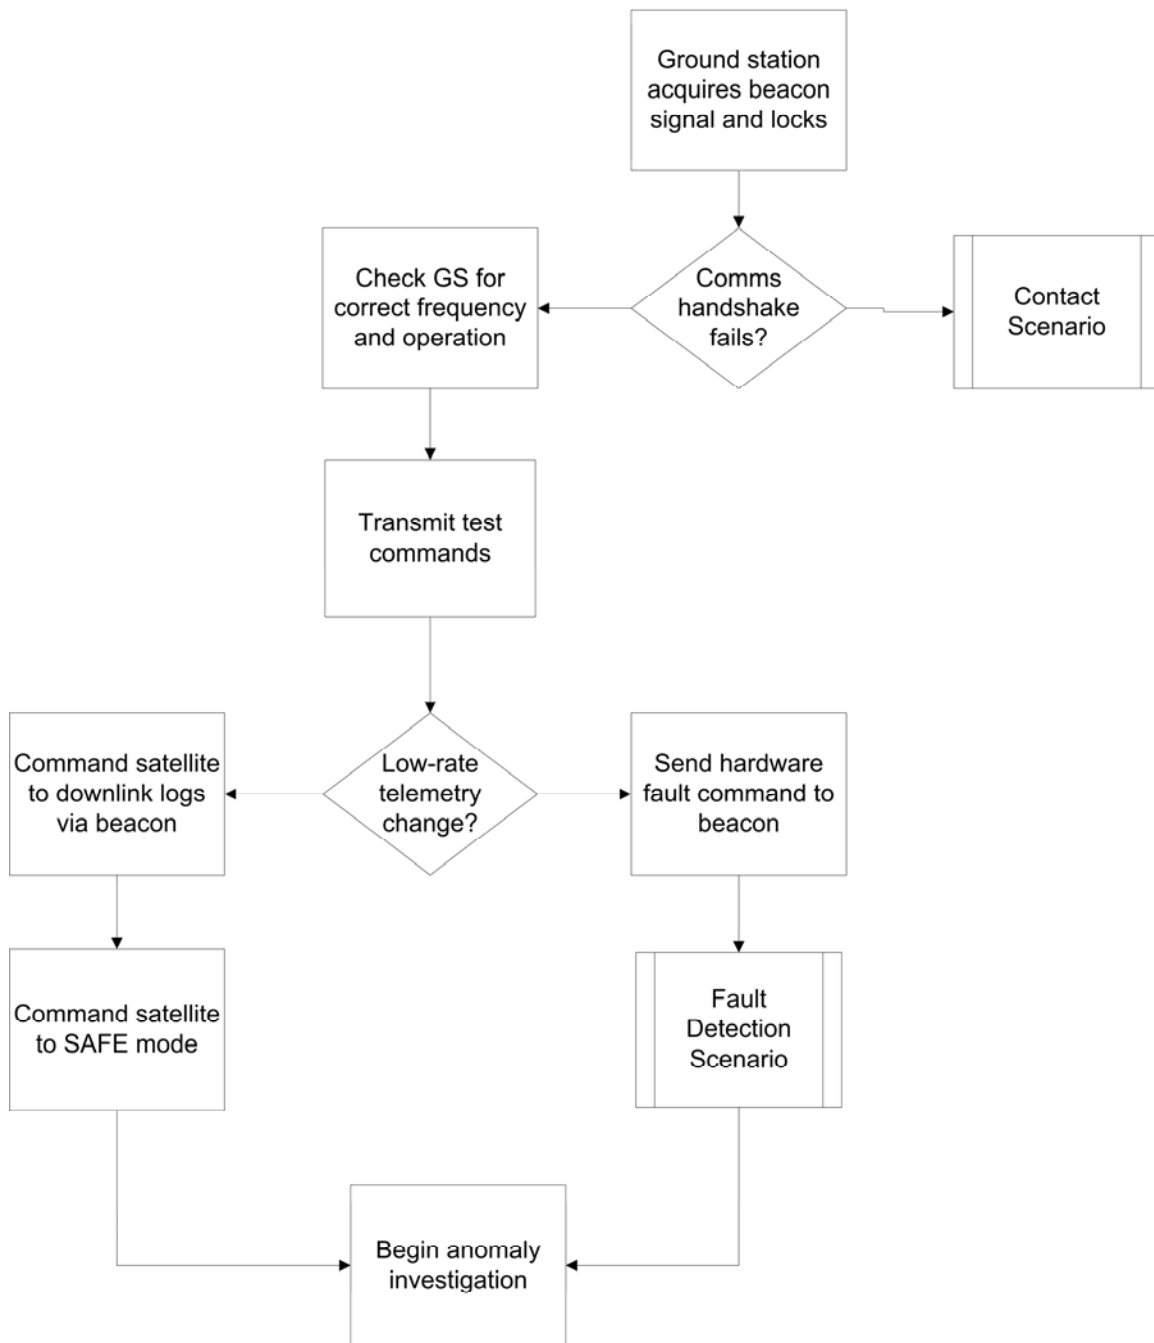 Ground station
acquires beacon
signal and locks
Check GS for
correct frequency
and operation
Comms
handshake
fails?
Contact
Scenario
Transmit test
commands
Command satellite
to downlink logs
via beacon
Low-rate
telemetry
change?
Send hardware
fault command to
beacon
Command satellite
to SAFE mode
Fault
Detection
Scenario
Begin anomaly
investigation